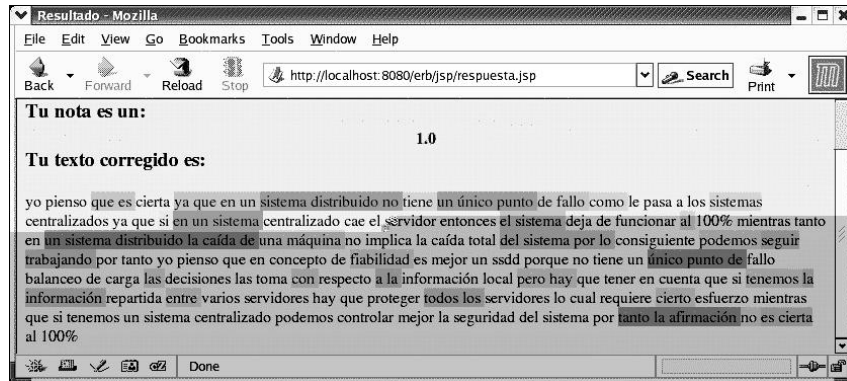 Resultado - Mozilla
File Edit View Go Bookmarks Tools Window Help
Back Forward Reload Stop http://localhost:8080/erb/jsp/respuesta.jsp Search Print
Tu nota es un:
1.0
Tu texto corregido es:
yo pienso que es cierta ya que en un sistema distribuido no tiene un único punto de fallo como le pasa a los sistemas
centralizados ya que si en un sistema centralizado cae el servidor entonces el sistema deja de funcionar al 100% mientras tanto
en un sistema distribuido la caída de una máquina no implica la caída total del sistema por lo consiguiente podemos seguir
trabajando por tanto yo pienso que en concepto de fiabilidad es mejor un ssdd porque no tiene un único punto de fallo
balanceo de carga las decisiones las toma con respecto a la información local pero hay que tener en cuenta que si tenemos la
información repartida entre varios servidores hay que proteger todos los servidores lo cual requiere cierto esfuerzo mientras
que si tenemos un sistema centralizado podemos controlar mejor la seguridad del sistema por tanto la afirmación no es cierta
al 100%
Done